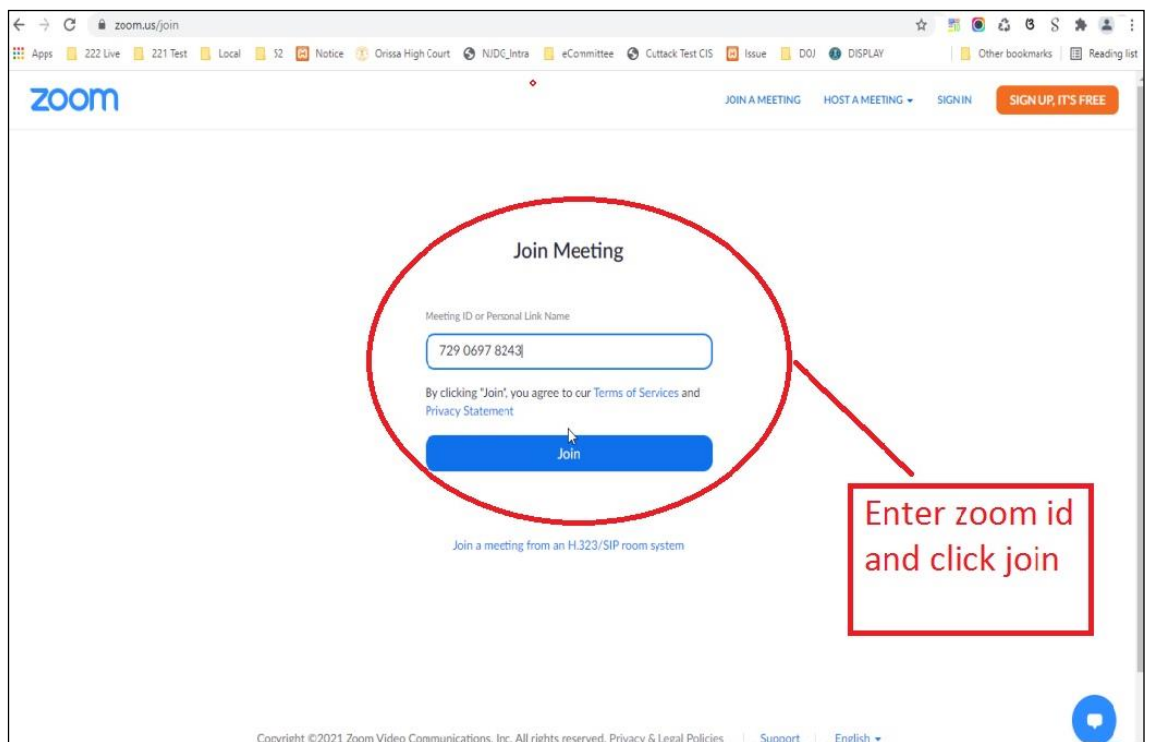 zoom.us/join
Apps 222 Live 221 Test Local S2 Notice Orissa High Court NJDC_Intra eCommittee Cuttack Test CIS Issue DOJ DISPLAY Other bookmarks Reading list
zoom
JOIN A MEETING HOST A MEETING SIGN IN SIGN UP, IT'S FREE
Join Meeting
Meeting ID or Personal Link Name
729 0697 8243
By clicking "Join", you agree to our Terms of Services and
Privacy Statement
Join
Enter zoom id
and click join
Join a meeting from an H.323/SIP room system
Copyright ©2021 Zoom Video Communications, Inc. All rights reserved. Privacy & Legal Policies Support English